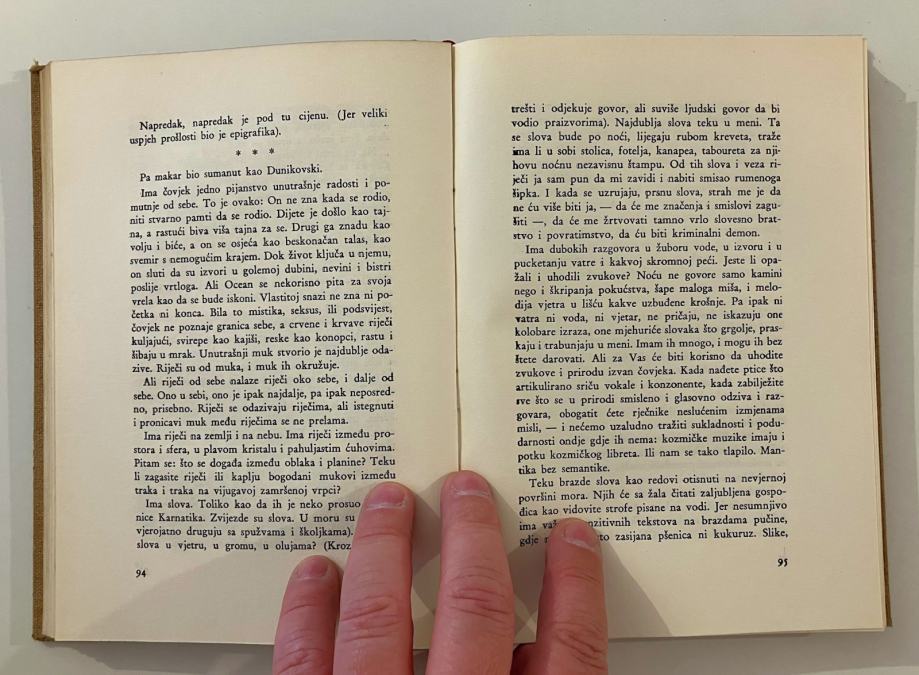 Napredak, napredak je pod tu cijenu. (Jer veliki
uspjeh prošlosti bio je epigrafika).
* * *
Pa makar bio sumanut kao Dunikovski.
Ima čovjek jedno pijanstvo unutrašnje radosti i po-
mutnje od sebe. To je ovako: On ne zna kada se rodio,
niti stvarno pamti da se rodio. Dijete je došlo kao taj-
na, a rastući biva viša tajna za se. Drugi ga znadu kao
volju i biće, a on se osjeća kao beskonačan talas, kao
svemir s nemogućim krajem. Dok život ključa u njemu,
on sluti da su izvori u golemoj dubini, nevini i bistri
poslije vrtloga. Ali Ocean se nekorisno pita za svoja
vrela kao da se bude iskoni. Vlastitoj snazi ne zna ni po-
četka ni konca. Bila to mistika, seksus, ili podsvijest,
čovjek ne poznaje granica sebe, a crvene i krvave riječi
kuljajući, svirepe kao kajiši, reske kao konopci, rastu i
šibaju u mrak. Unutrašnji muk stvorio je najdublje oda-
zive. Riječi su od muka, i muk ih okružuje.
Ali riječi od sebe nalaze riječi oko sebe, i dalje od
sebe. Ono u sebi, ono je ipak najdalje, pa ipak neposred-
no, prisebno. Riječi se odazivaju riječima, ali istegnuti
i pronicavi muk među riječima se ne prelama.
Ima riječi na zemlji i na nebu. Ima riječi između pro-
stora i sfera, u plavom kristalu i pahuljastim ćuhovima.
Pitam se: što se događa između oblaka i planine? Teku
li zagasite riječi ili kaplju bogodani mukovi između
traka i traka na vijugavoj zamršenoj vrpci?
Ima slova. Toliko kao da ih je neko prosuo
nice Karnatika. Zvijezde su slova. U moru su
vjerojatno druguju sa spužvama i školjkama).
slova u vjetru, u gromu, u olujama? (Kroz
94
trešti i odjekuje govor, ali suviše ljudski govor da bi
vodio praizvorima). Najdublja slova teku u meni. Ta
se slova bude po noći, lijegaju rubom kreveta, traže
ima li u sobi stolica, fotelja, kanapea, taboureta za nji-
hovu noćnu nezavisnu štampu. Od tih slova i veza ri-
ječi ja sam pun da mi zavidi i nabiti smisao rumenoga
šipka. I kada se uzrujaju, prsnu slova, strah me je da
ne ću više biti ja, — da će me značenja i smislovi zagu-
šiti —, da će me žrtvovati tamno vrlo slovesno brat-
stvo i povratimstvo, da ću biti kriminalni demon.
Ima dubokih razgovora u žuboru vode, u izvoru i u
pucketanju vatre i kakvoj skromnoj peći. Jeste li opa-
žali i uhodili zvukove? Noću ne govore samo kamini
nego i škripanja pokućstva, šape maloga miša, i melo-
dija vjetra u lišću kakve uzbuđene krošnje. Pa ipak ni
vatra ni voda, ni vjetar, ne pričaju, ne iskazuju one
kolobare izraza, one mjehuriće slovaka što grgolje, pras-
kaju i trabunjaju u meni. Imam ih mnogo, i mogu ih bez
štete darovati. Ali za Vas će biti korisno da uhodite
zvukove i prirodu izvan čovjeka. Kada nađete ptice što
artikulirano sriču vokale i konzonente, kada zabilježite
sve što se u prirodi smisleno i glasovno odziva i raz-
govara, obogatit ćete rječnike neslućenim izmjenama
misli, — i nećemo uzaludno tražiti sukladnosti i podu-
darnosti ondje gdje ih nema: kozmičke muzike imaju i
potku kozmičkog libreta. Ili nam se tako tlapilo. Man-
tika bez semantike.
Teku brazde slova kao redovi otisnuti na nevjernoj
površini mora. Njih će sa žala čitati zaljubljena gospo-
đica kao vidovite strofe pisane na vodi. Jer nesumnjivo
ima tekstova na brazdama pučine,
gdje zasijana pšenica ni kukuruz. Slike,
95